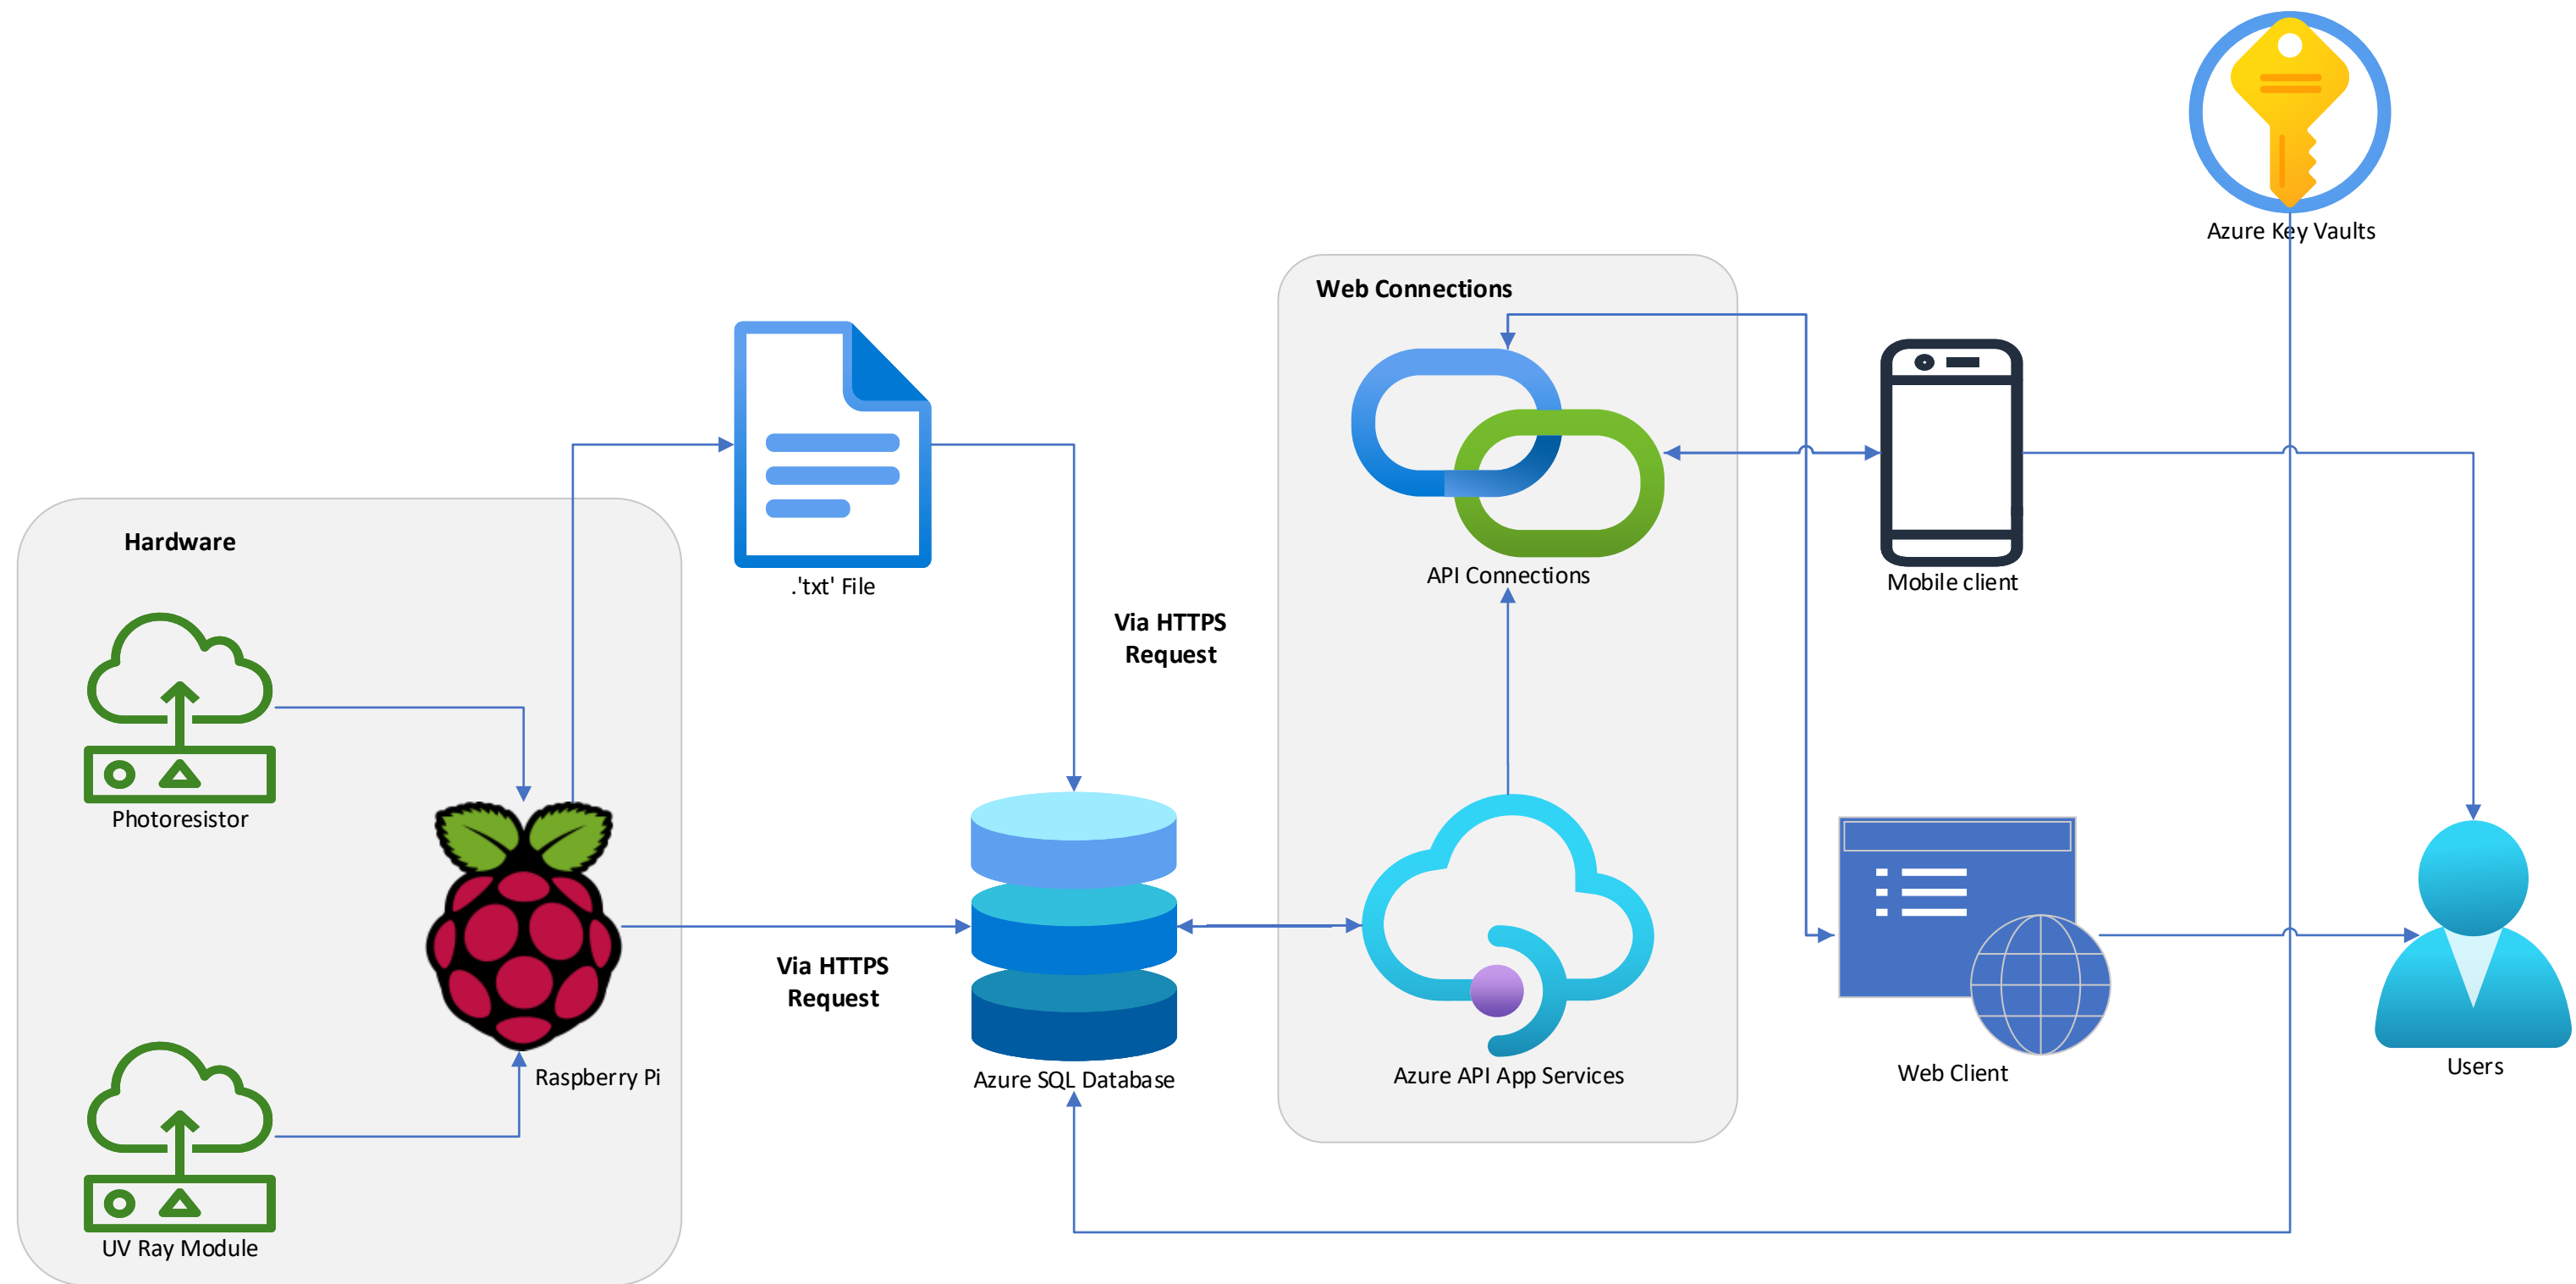 Azure Key Vaults
Web Connections
Hardware
.'txt' File
API Connections
Mobile client
Via HTTPS
Request
Photoresistor
Via HTTPS
Request
Raspberry Pi
Azure SQL Database
Azure API App Services
Web Client
Users
UV Ray Module